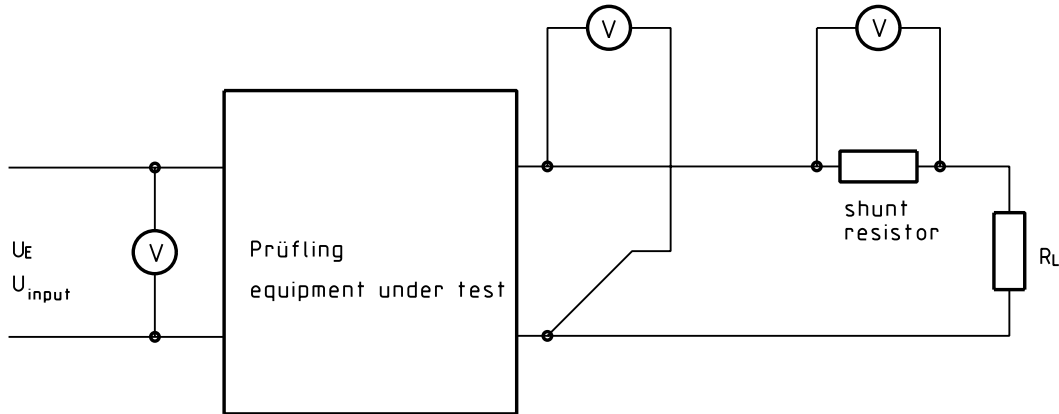 V
V
UE
Uinput
V
Prüfling
equipment under test
shunt
resistor
RL